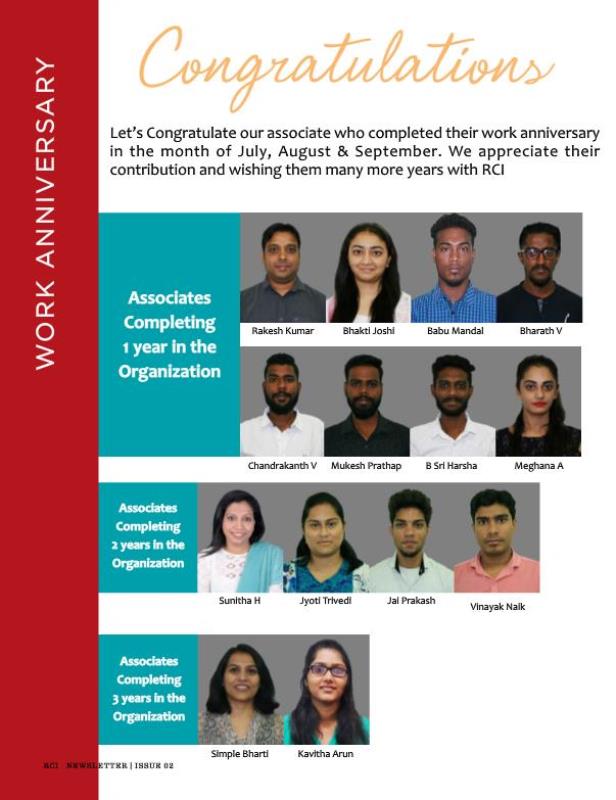 WORK ANNIVERSARY
Congratulations
Let's Congratulate our associate who completed their work anniversary
in the month of July, August & September. We appreciate their
contribution and wishing them many more years with RCI
Associates
Completing
1 year in the
Organization
Rakesh Kumar
Bhakti Joshi
Babu Mandal
Bharath V
Chandrakanth V
Mukesh Prathap
B Sri Harsha
Meghana A
Associates
Completing
2 years in the
Organization
Sunitha H
Jyoti Trivedi
Jai Prakash
Vinayak Naik
Associates
Completing
3 years in the
Organization
Simple Bharti
Kavitha Arun
RCI NEWSLETTER | ISSUE 02